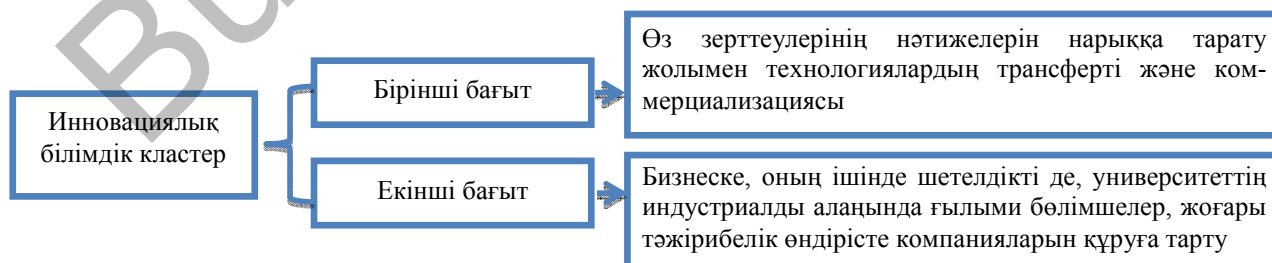 Инновациялық
білімдік кластер
Бірінші бағыт
Өз зерттеулерінің нәтижелерін нарыққа тарату
жолымен технологиялардың трансферті және ком-
мерциализациясы
Екінші бағыт
Бизнеске, оның ішінде шетелдікті де, университеттің
индустриалды алаңында ғылыми бөлімшелер, жоғары
тәжірибелік өндірісте компанияларын құруға тарту